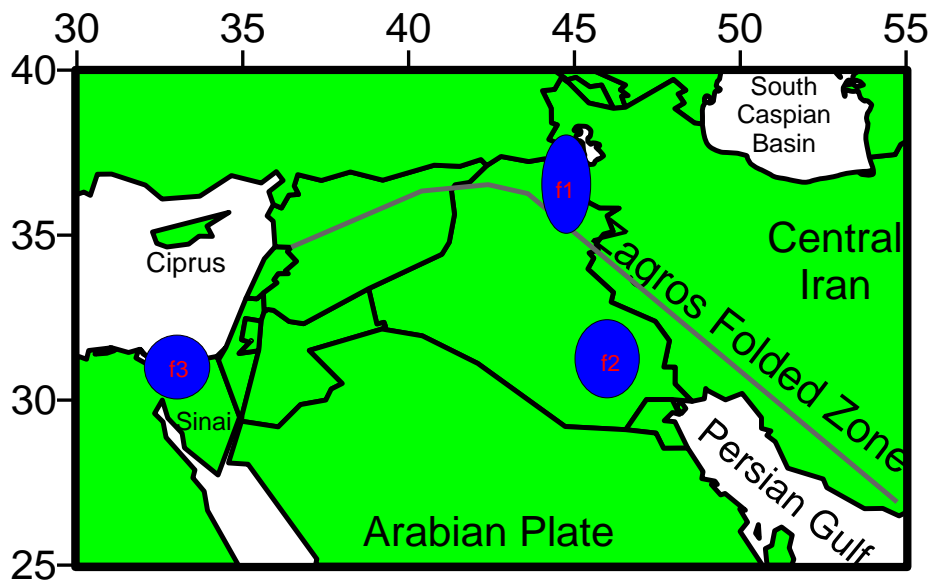 30 35 40 45 50 55
40
South
Caspian
Basin
f1
35
Central
Iran
Ciprus
Zagros Folded Zone
f3
f2
30
Sinai
Persian Gulf
Arabian Plate
25